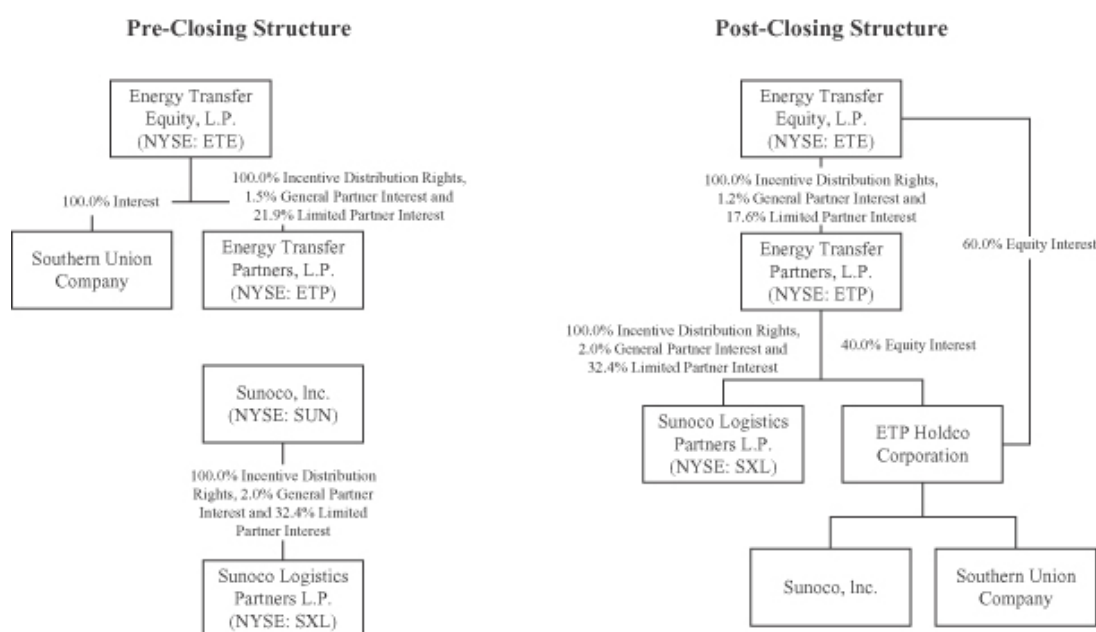 Pre-Closing Structure
Energy Transfer
Equity, L.P.
(NYSE: ETE)
100.0% Interest
100.0% Incentive Distribution Rights,
1.5% General Partner Interest and
21.9% Limited Partner Interest
Southern Union
Company
Energy Transfer
Partners, L.P.
(NYSE: ETP)
Sunoco, Inc.
(NYSE: SUN)
100.0% Incentive Distribution
Rights, 2.0% General Partner
Interest and 32.4% Limited
Partner Interest
Sunoco Logistics
Partners L.P.
(NYSE: SXL)
Post-Closing Structure
Energy Transfer
Equity, L.P.
(NYSE: ETE)
100.0% Incentive Distribution Rights,
1.2% General Partner Interest and
17.6% Limited Partner Interest
60.0% Equity Interest
Energy Transfer
Partners, L.P.
(NYSE: ETP)
100.0% Incentive Distribution Rights,
2.0% General Partner Interest and
32.4% Limited Partner Interest
40.0% Equity Interest
Sunoco Logistics
Partners L.P.
(NYSE: SXL)
ETP Holdco
Corporation
Sunoco, Inc.
Southern Union
Company